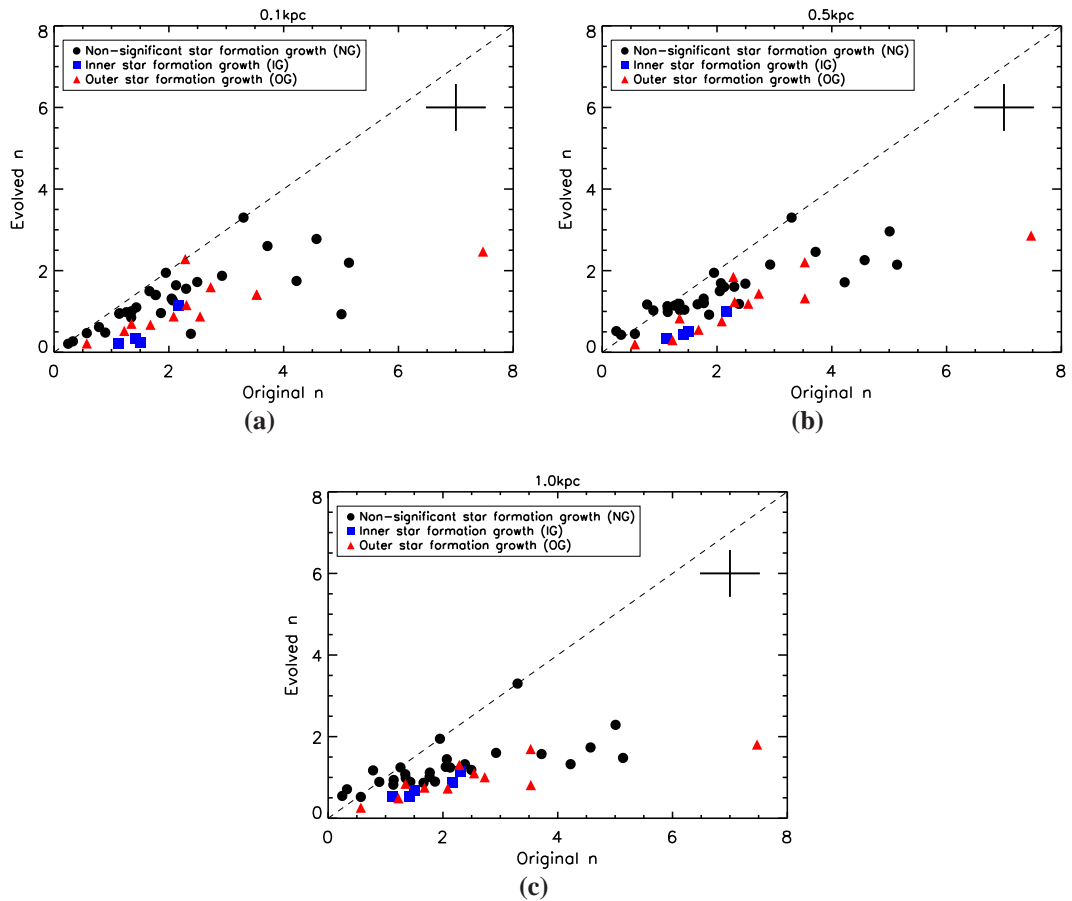 0.1kpc
8
6
4
2
0
Evolved n
Non-significant star formation growth (NG)
Inner star formation growth (IG)
Outer star formation growth (OG)
0 2 4 6 8
Original n
(a)
0.5kpc
8
6
4
2
0
Evolved n
Non-significant star formation growth (NG)
Inner star formation growth (IG)
Outer star formation growth (OG)
0 2 4 6 8
Original n
(b)
1.0kpc
8
6
4
2
0
Evolved n
Non-significant star formation growth (NG)
Inner star formation growth (IG)
Outer star formation growth (OG)
0 2 4 6 8
Original n
(c)